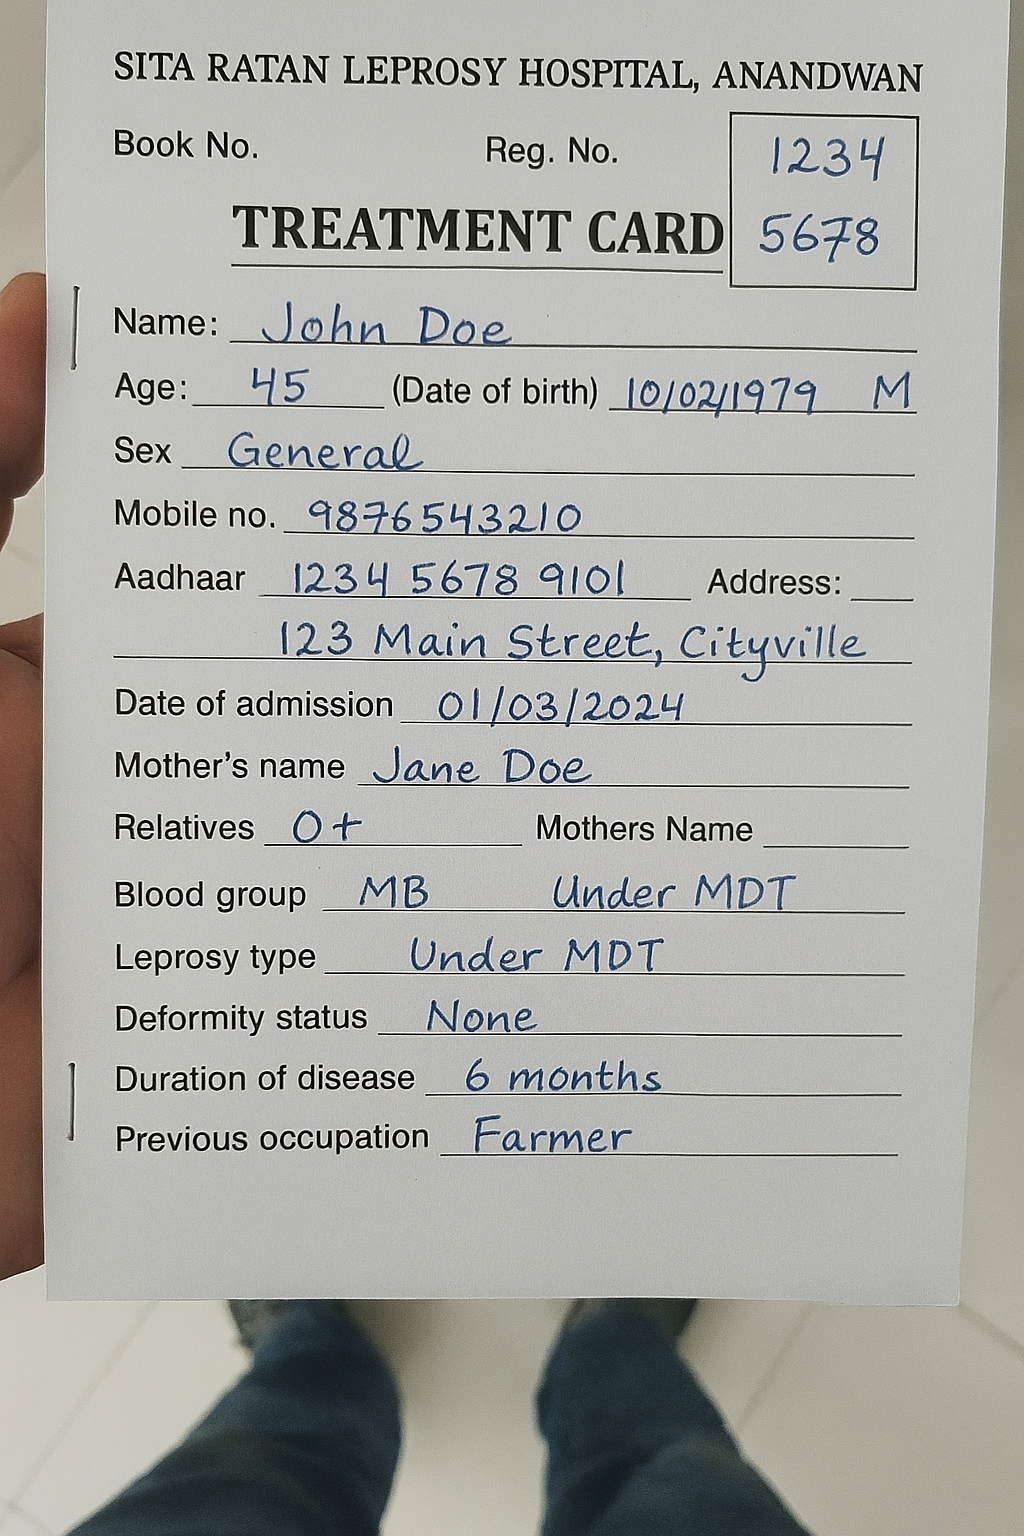 SITA RATAN LEPROSY HOSPITAL, ANANDWAN
Book No. Reg. No. 1234
TREATMENT CARD 5678
Name: John Doe
Age: 45 (Date of birth) 10/02/1979 M
Sex General
Mobile no. 9876543210
Aadhaar 1234 5678 9101 Address:
123 Main Street, Cityville
Date of admission 01/03/2024
Mother's name Jane Doe
Relatives O+ Mothers Name
Blood group MB Under MDT
Leprosy type Under MDT
Deformity status None
Duration of disease 6 months
Previous occupation Farmer